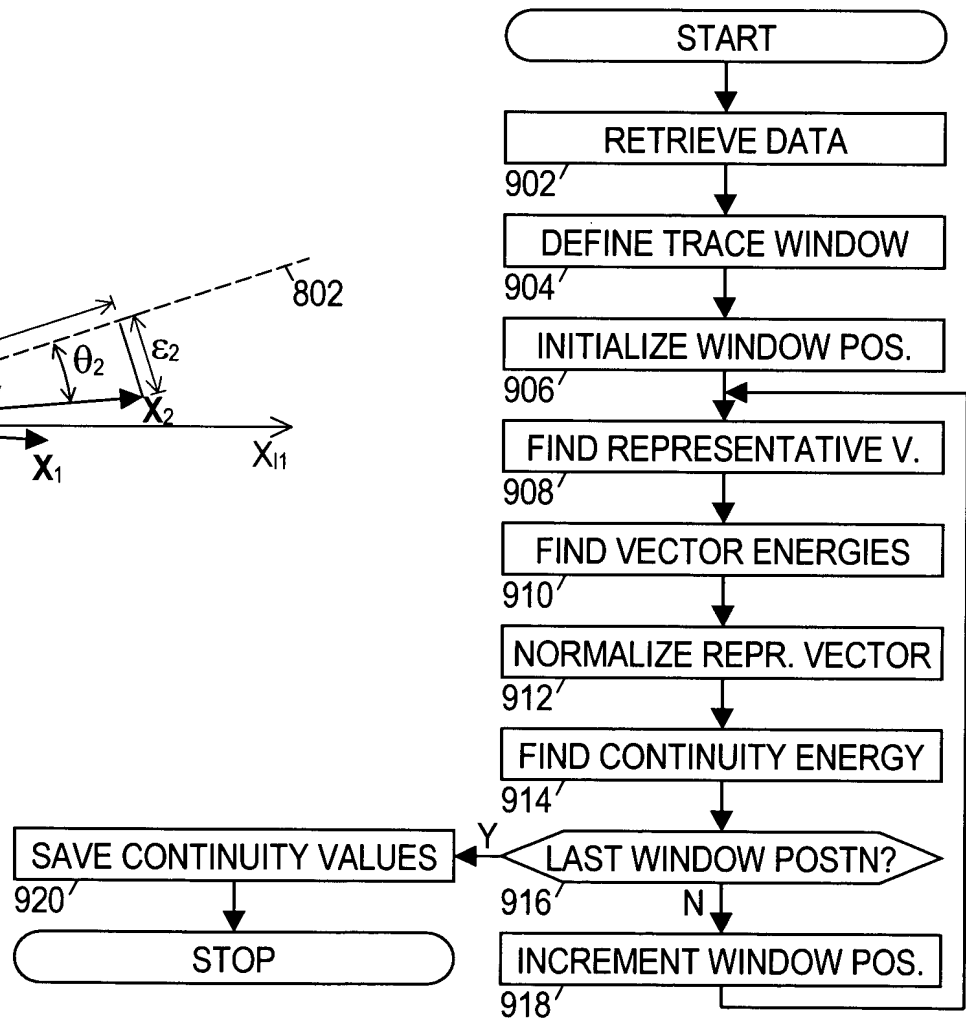 START
RETRIEVE DATA
902
DEFINE TRACE WINDOW
904
INITIALIZE WINDOW POS.
906
FIND REPRESENTATIVE V.
908
FIND VECTOR ENERGIES
910
NORMALIZE REPR. VECTOR
912
FIND CONTINUITY ENERGY
914
LAST WINDOW POSTN?
916
Y
N
INCREMENT WINDOW POS.
918
SAVE CONTINUITY VALUES
920
STOP
802
θ2
ε2
X2
X1
XI1